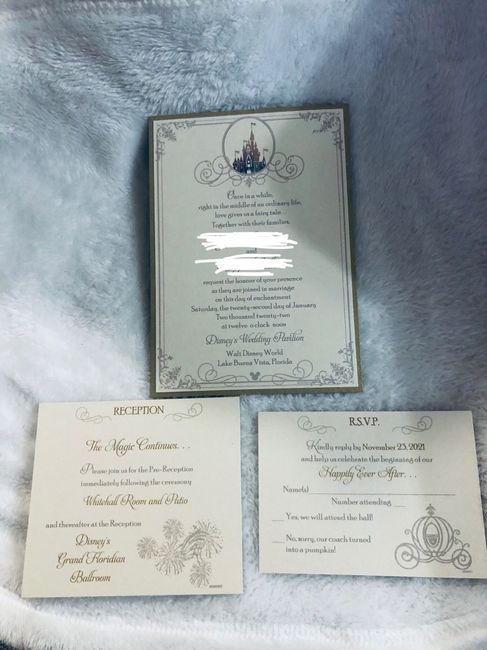 Once in a while,
right in the middle of an ordinary life,
love gives us a fairy tale...
Together with their families,
and
request the honour of your presence
as they are joined in marriage
on this day of enchantment
Saturday, the twenty-second day of January
Two thousand twenty-two
at twelve o'clock noon
Disney's Wedding Pavilion
Walt Disney World
Lake Buena Vista, Florida
RECEPTION
The Magic Continues. . .
Please join us for the Pre-Reception
immediately following the ceremony
Whitehall Room and Patio
and thereafter at the Reception
Disney's
Grand Floridian
Ballroom
R.S.V.P.
Kindly reply by November 23, 2021
and help us celebrate the beginning of our
Happily Ever After. . .
Name(s)
Number attending
Yes, we will attend the ball!
No, sorry, our coach turned
into a pumpkin!